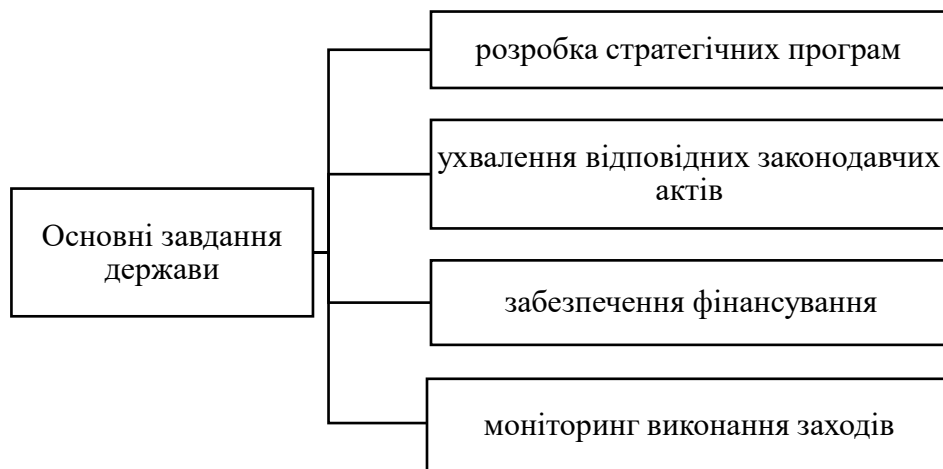 розробка стратегічних програм
ухвалення відповідних законодавчих
актів
Основні завдання
держави
забезпечення фінансування
моніторинг виконання заходів